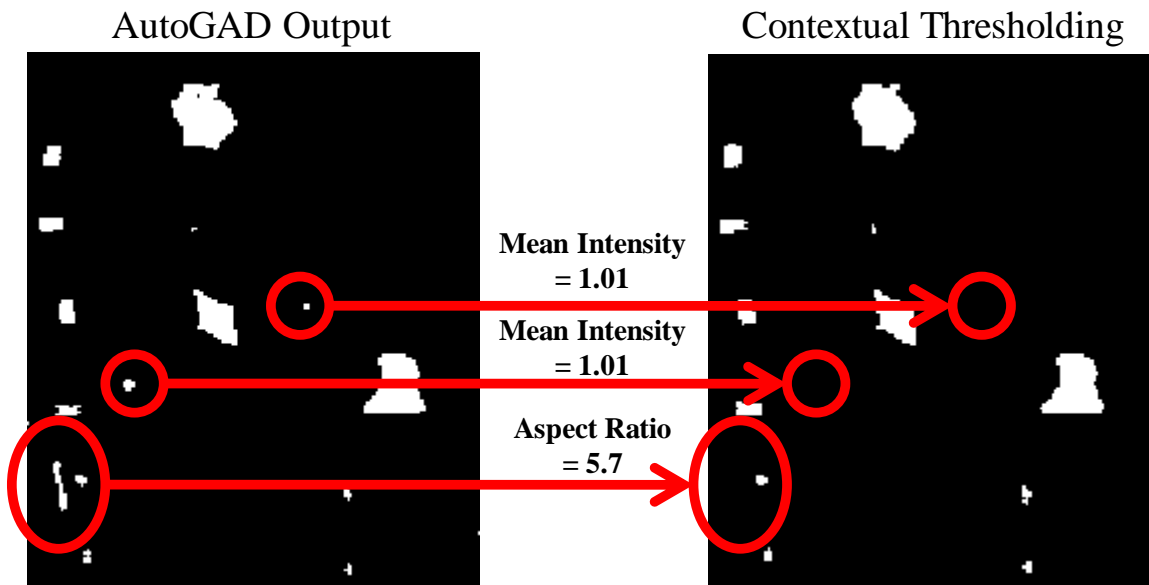 AutoGAD Output
Contextual Thresholding
Mean Intensity
= 1.01
Mean Intensity
= 1.01
Aspect Ratio
= 5.7